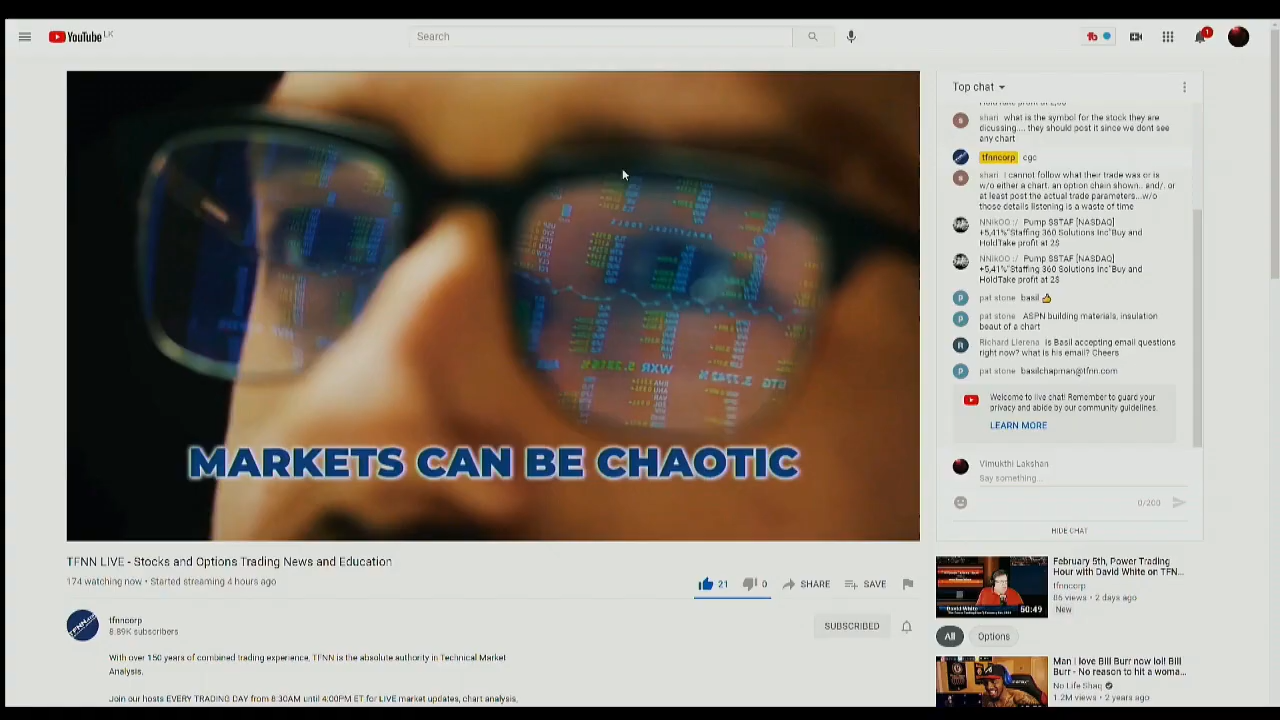 YouTube LK
Search
1
Top chat
shari what is the symbol for the stock they are
dicussing.... they should post it since we dont see
any chart
tfnncorp cgc
shari I cannot follow what their trade was or is
w/o either a chart. an option chain shown.. and/. or
at least post the actual trade parameters...w/o
those details listening is a waste of time
NNikOO :/ Pump $STAF [NASDAQ]
+5,41%"Staffing 360 Solutions Inc"Buy and
HoldTake profit at 2$
NNikOO :/ Pump $STAF [NASDAQ]
+5,41%"Staffing 360 Solutions Inc"Buy and
HoldTake profit at 2$
pat stone basil 👍
pat stone ASPN building materials, insulation
beaut of a chart
Richard Llerena is Basil accepting email questions
right now? what is his email? Cheers
pat stone basilchapman@tfnn.com
Welcome to live chat! Remember to guard your
privacy and abide by our community guidelines.
LEARN MORE
Vimukthi Lakshan
Say something...
0/200
HIDE CHAT
MARKETS CAN BE CHAOTIC
TFNN LIVE - Stocks and Options Trading News and Education
174 watching now • Started streaming 4 hours ago
21 0 SHARE SAVE
tfnncorp
8.89K subscribers
SUBSCRIBED
With over 150 years of combined trading experience, TFNN is the absolute authority in Technical Market
Analysis.
Join our hosts EVERY TRADING DAY from 8:30AM until 4:00PM ET for LIVE market updates, chart analysis,
February 5th, Power Trading
Hour with David White on TFN...
tfnncorp
86 views • 2 days ago
New
David White
50:49
All Options
Man I love Bill Burr now lol! Bill
Burr - No reason to hit a woma...
No Life Shaq
1.2M views • 2 years ago